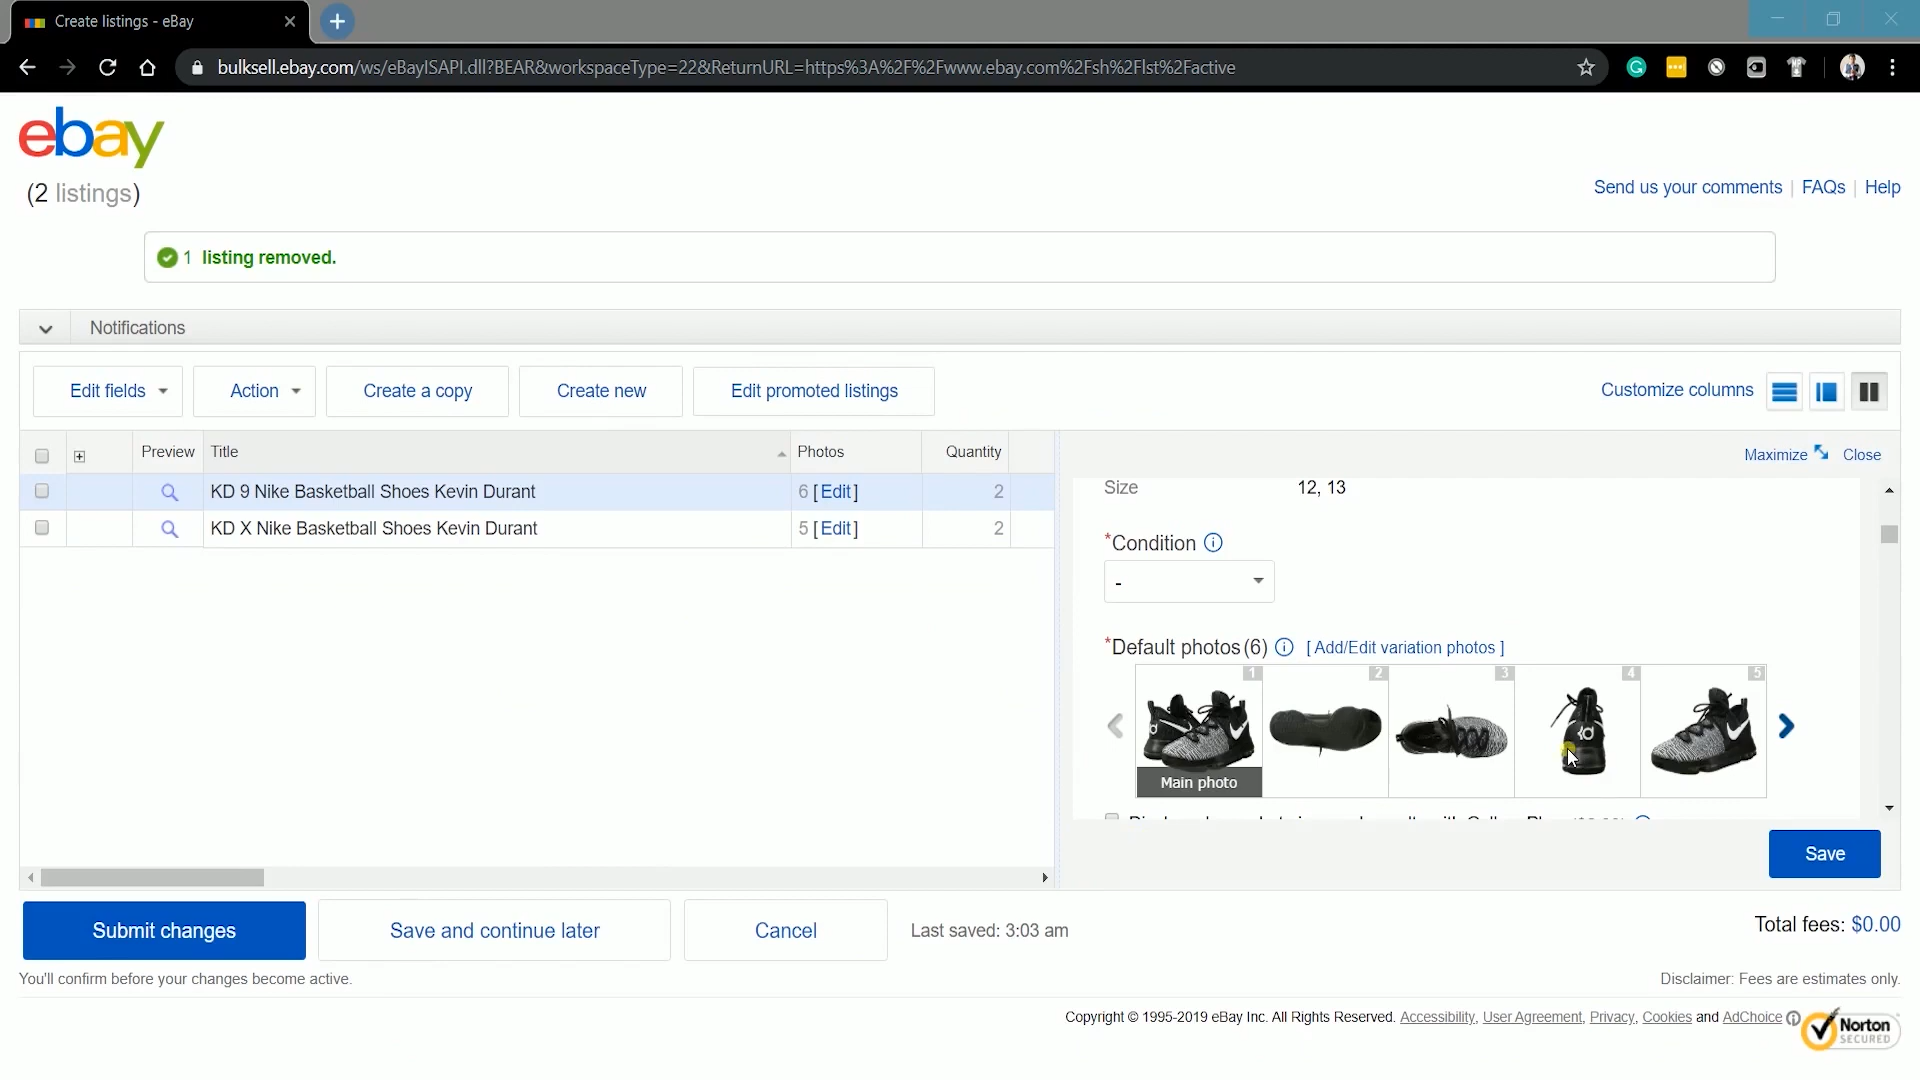 Create listings - eBay
bulksell.ebay.com/ws/eBayISAPI.dll?BEAR&workspaceType=22&ReturnURL=https%3A%2F%2Fwww.ebay.com%2Fsh%2Flst%2Factive
ebay
(2 listings)
Send us your comments | FAQs | Help
1 listing removed.
Notifications
Edit fields Action Create a copy Create new Edit promoted listings Customize columns
Preview Title Photos Quantity
Maximize Close
KD 9 Nike Basketball Shoes Kevin Durant 6 [Edit] 2
KD X Nike Basketball Shoes Kevin Durant 5 [Edit] 2
Size 12, 13
*Condition
-
*Default photos (6) [ Add/Edit variation photos ]
1 2 3 4 5
Main photo
Save
Submit changes Save and continue later Cancel Last saved: 3:03 am
Total fees: $0.00
You'll confirm before your changes become active.
Disclaimer: Fees are estimates only.
Copyright © 1995-2019 eBay Inc. All Rights Reserved. Accessibility, User Agreement, Privacy, Cookies and AdChoice
Norton
SECURED